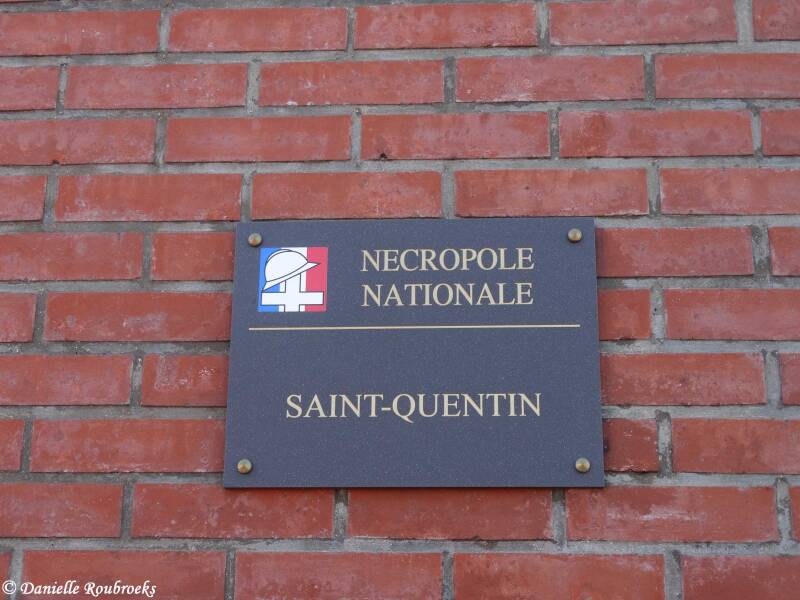 NECROPOLE
NATIONALE
SAINT-QUENTIN
© Danielle Roubroeks